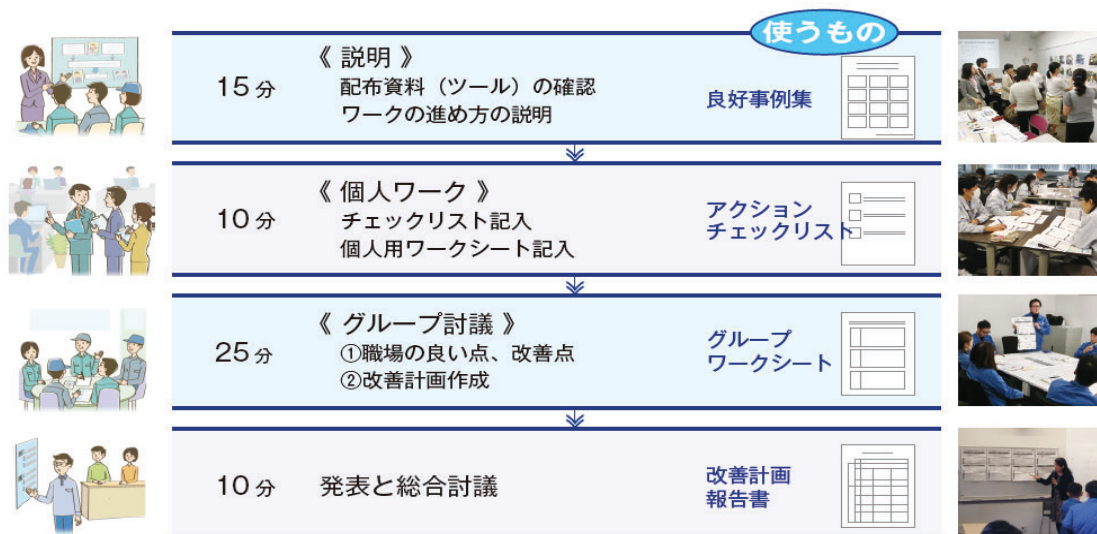 使うもの
15分
《 説明 》
配布資料（ツール）の確認
ワークの進め方の説明
良好事例集
10分
《 個人ワーク 》
チェックリスト記入
個人用ワークシート記入
アクション
チェックリスト
25分
《 グループ討議 》
①職場の良い点、改善点
②改善計画作成
グループ
ワークシート
10分
発表と総合討議
改善計画
報告書